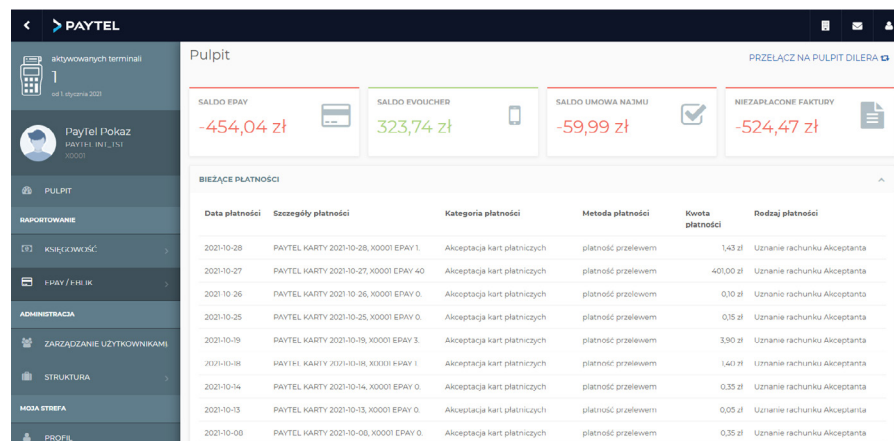 PAYTEL
aktywowanych terminali
1
od 1 stycznia 2021
PayTel Pokaz
PAYTEL INT_TST
X0001
PULPIT
RAPORTOWANIE
KSIĘGOWOŚĆ
EPAY / EBLIK
ADMINISTRACJA
ZARZĄDZANIE UŻYTKOWNIKAMI
STRUKTURA
MOJA STREFA
PROFIL
Pulpit
PRZEŁĄCZ NA PULPIT DILERA
SALDO EPAY
-454,04 zł
SALDO EVOUCHER
323,74 zł
SALDO UMOWA NAJMU
-59,99 zł
NIEZAPŁACONE FAKTURY
-524,47 zł
BIEŻĄCE PŁATNOŚCI
Data płatności Szczegóły płatności Kategoria płatności Metoda płatności Kwota płatności Rodzaj płatności
2021-10-28 PAYTEL KARTY 2021-10-28, X0001 EPAY 1. Akceptacja kart płatniczych płatność przelewem 1,43 zł Uznanie rachunku Akceptanta
2021-10-27 PAYTEL KARTY 2021-10-27, X0001 EPAY 40 Akceptacja kart płatniczych płatność przelewem 401,00 zł Uznanie rachunku Akceptanta
2021-10-26 PAYTEL KARTY 2021-10-26, X0001 EPAY 0. Akceptacja kart płatniczych płatność przelewem 0,10 zł Uznanie rachunku Akceptanta
2021-10-25 PAYTEL KARTY 2021-10-25, X0001 EPAY 0. Akceptacja kart płatniczych płatność przelewem 0,15 zł Uznanie rachunku Akceptanta
2021-10-19 PAYTEL KARTY 2021-10-19, X0001 EPAY 3. Akceptacja kart płatniczych płatność przelewem 3,90 zł Uznanie rachunku Akceptanta
2021-10-18 PAYTEL KARTY 2021-10-18, X0001 EPAY 1 Akceptacja kart płatniczych płatność przelewem 1,40 zł Uznanie rachunku Akceptanta
2021-10-14 PAYTEL KARTY 2021-10-14, X0001 EPAY 0. Akceptacja kart płatniczych płatność przelewem 0,35 zł Uznanie rachunku Akceptanta
2021-10-13 PAYTEL KARTY 2021-10-13, X0001 EPAY 0. Akceptacja kart płatniczych płatność przelewem 0,05 zł Uznanie rachunku Akceptanta
2021-10-08 PAYTEL KARTY 2021-10-08, X0001 EPAY 0. Akceptacja kart płatniczych płatność przelewem 0,35 zł Uznanie rachunku Akceptanta